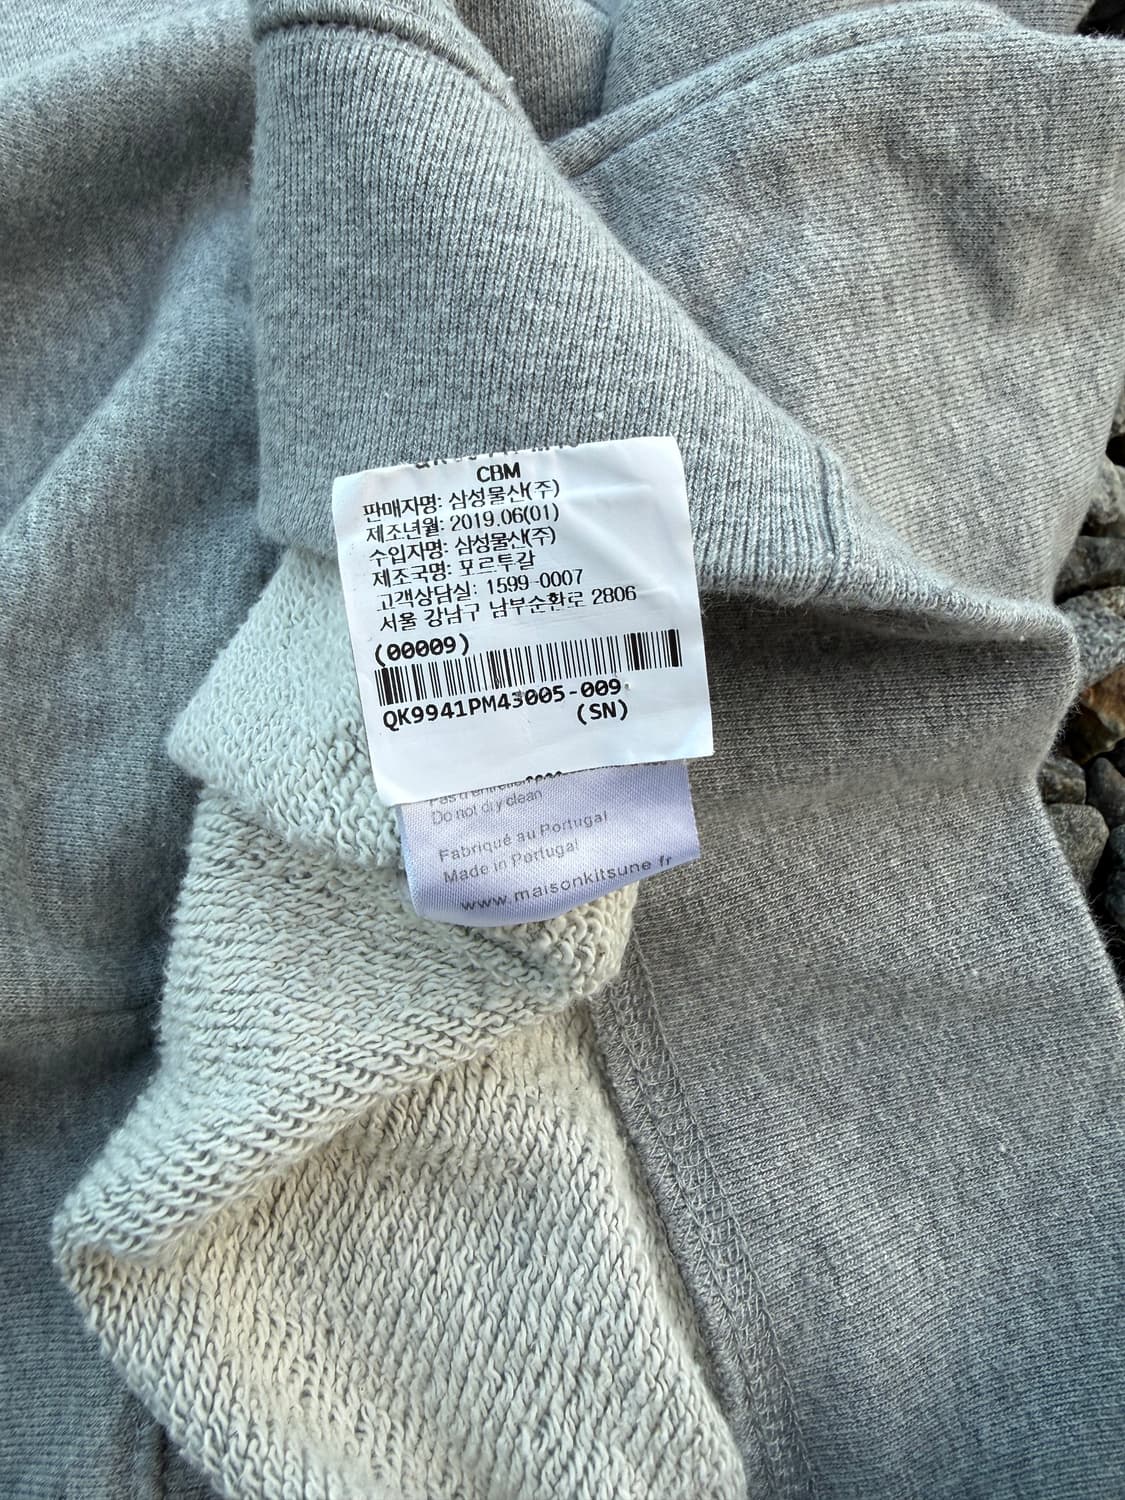 CBM
판매자명: 삼성물산(주)
제조년월: 2019.06(01)
수입자명: 삼성물산(주)
제조국명: 포르투갈
고객상담실: 1599-0007
서울 강남구 남부순환로 2806
(00009)
QK9941PM43005-009
(SN)
Do not dry clean
Fabriqué au Portugal
Made in Portugal
www.maisonkitsune.fr